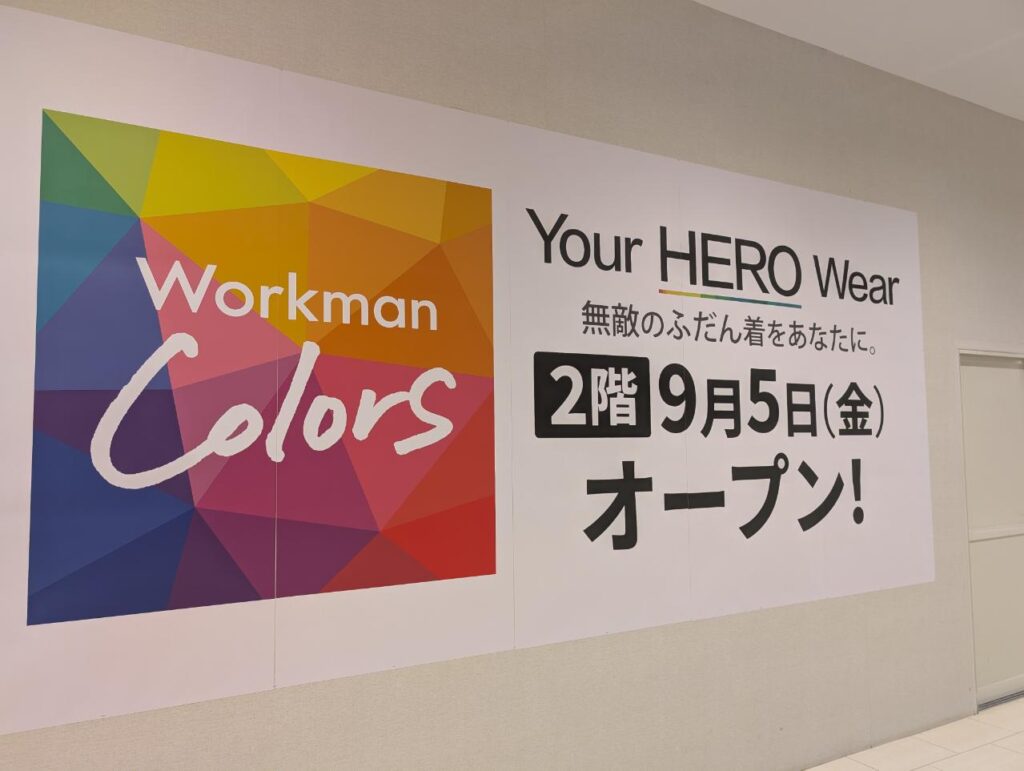 Workman
Colors
Your HERO Wear
無敵のふだん着をあなたに。
2階 9月5日(金)
オープン!